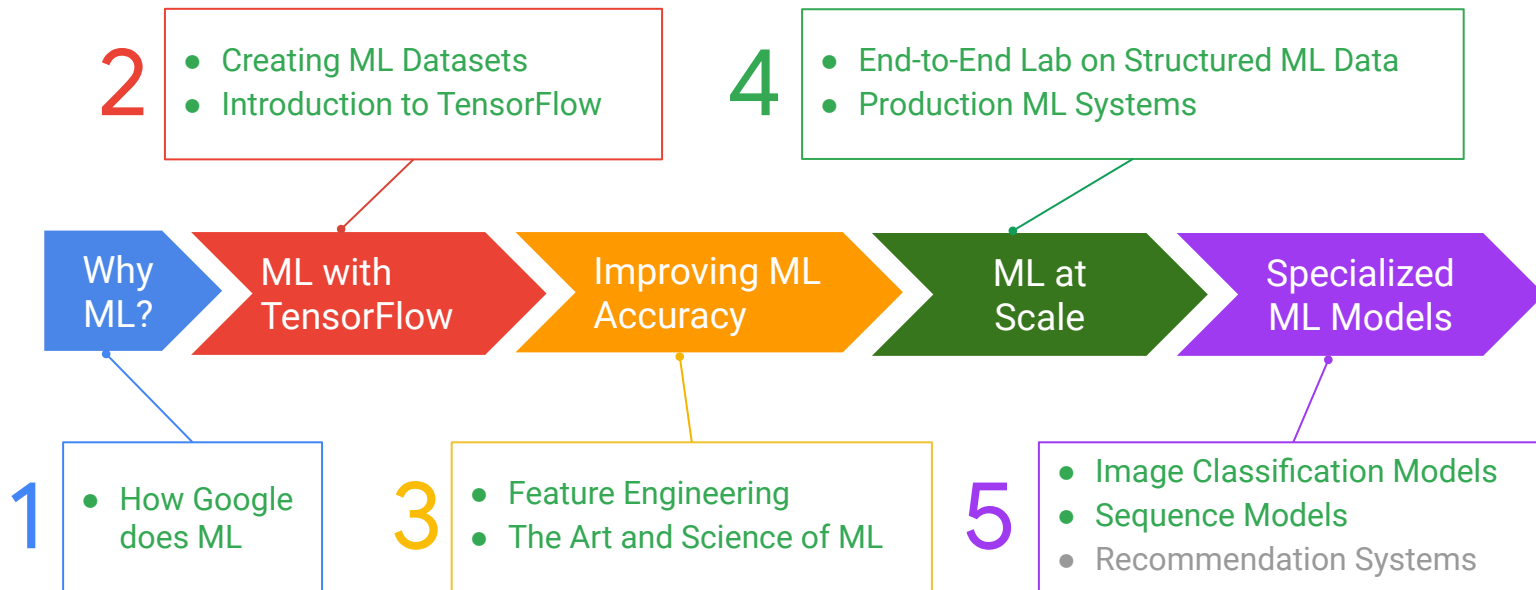 2
● Creating ML Datasets
● Introduction to TensorFlow
4
● End-to-End Lab on Structured ML Data
● Production ML Systems
Why
ML?
ML with
TensorFlow
Improving ML
Accuracy
ML at
Scale
Specialized
ML Models
1
● How Google
does ML
3
● Feature Engineering
● The Art and Science of ML
5
● Image Classification Models
● Sequence Models
● Recommendation Systems